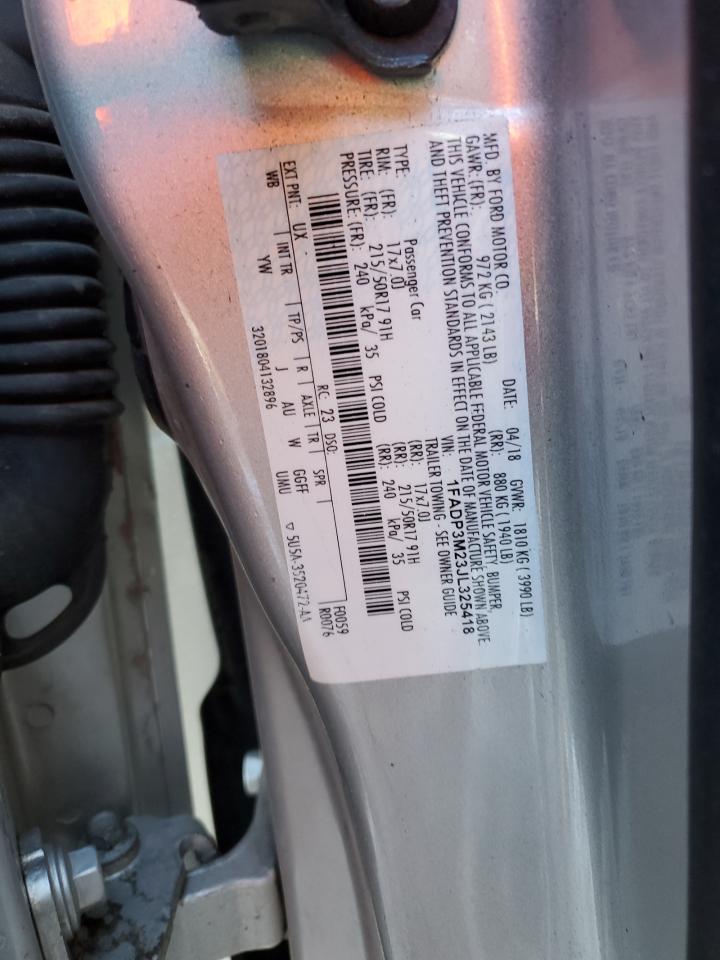 MFD. BY FORD MOTOR CO.
DATE: 04/18 GVWR: 1810 KG ( 3990 LB)
GAWR: (FR): 972 KG ( 2143 LB) (RR): 880 KG ( 1940 LB)
THIS VEHICLE CONFORMS TO ALL APPLICABLE FEDERAL MOTOR VEHICLE SAFETY, BUMPER,
AND THEFT PREVENTION STANDARDS IN EFFECT ON THE DATE OF MANUFACTURE SHOWN ABOVE
VIN: 1FADP3M23JL325418
TYPE: Passenger Car TRAILER TOWING - SEE OWNER GUIDE
RIM: (FR): 17x7.0J (RR): 17x7.0J
TIRE: (FR): 215/50R17 91H (RR): 215/50R17 91H
PRESSURE: (FR): 240 kPa/ 35 PSI COLD (RR): 240 kPa/ 35 PSI COLD
RC: 23 DSO: F0059
EXT PNT: UX R0076
WB INT TR TP/PS R AXLE TR SPR
YW J AU W GGFF
UMU
3201804132896 5U5A-3520472-AA